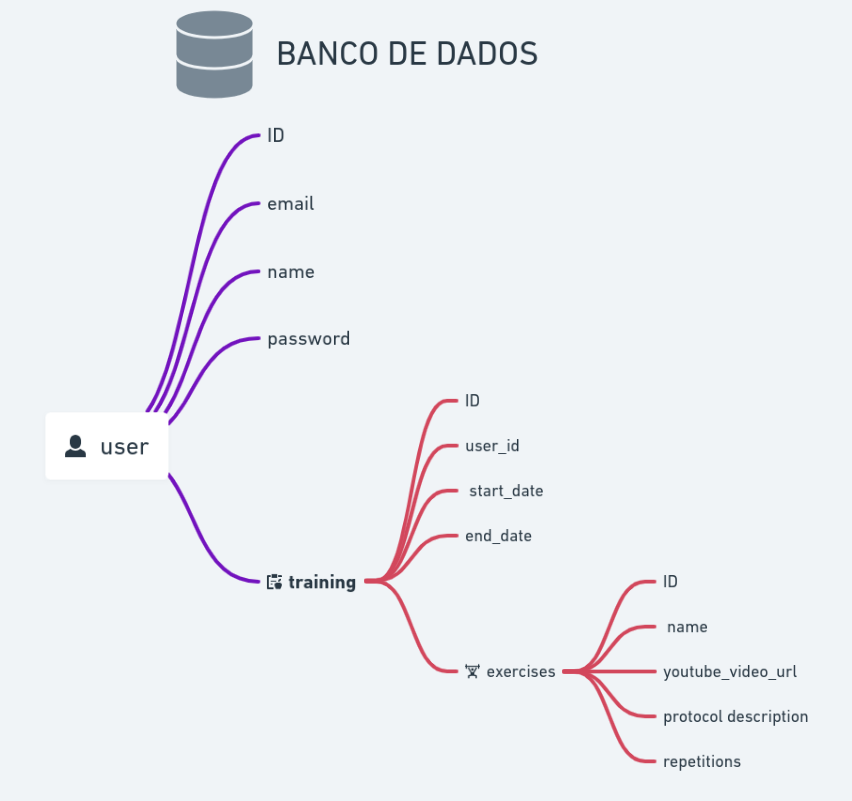 BANCO DE DADOS
ID
email
name
password
user
ID
user_id
start_date
end_date
training
ID
name
exercises
youtube_video_url
protocol description
repetitions